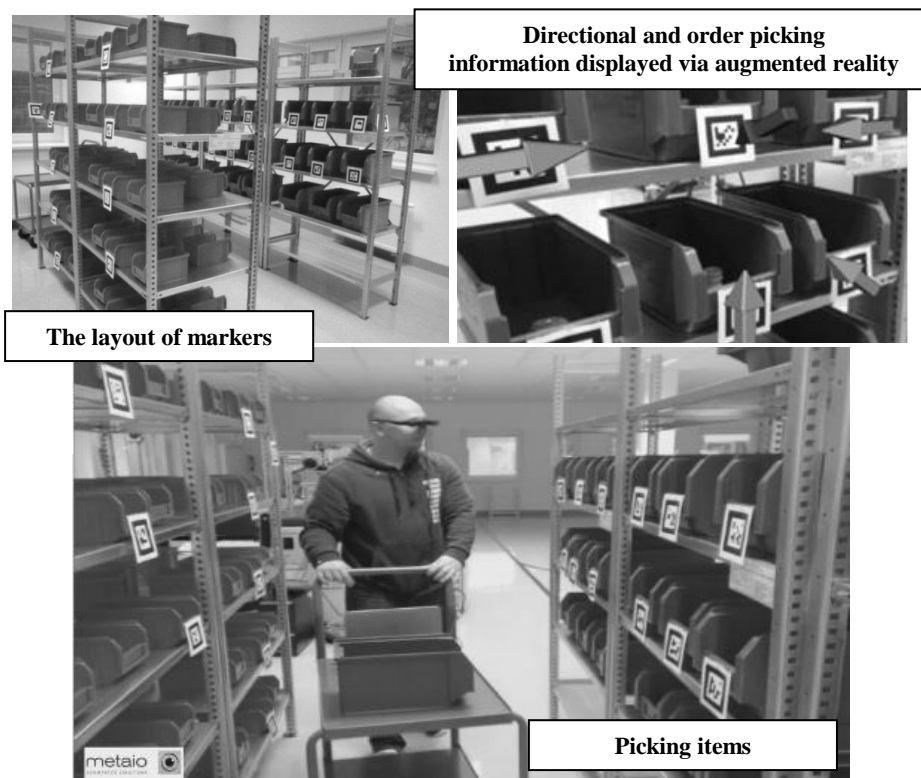 Directional and order picking
information displayed via augmented reality
The layout of markers
Picking items
metaio